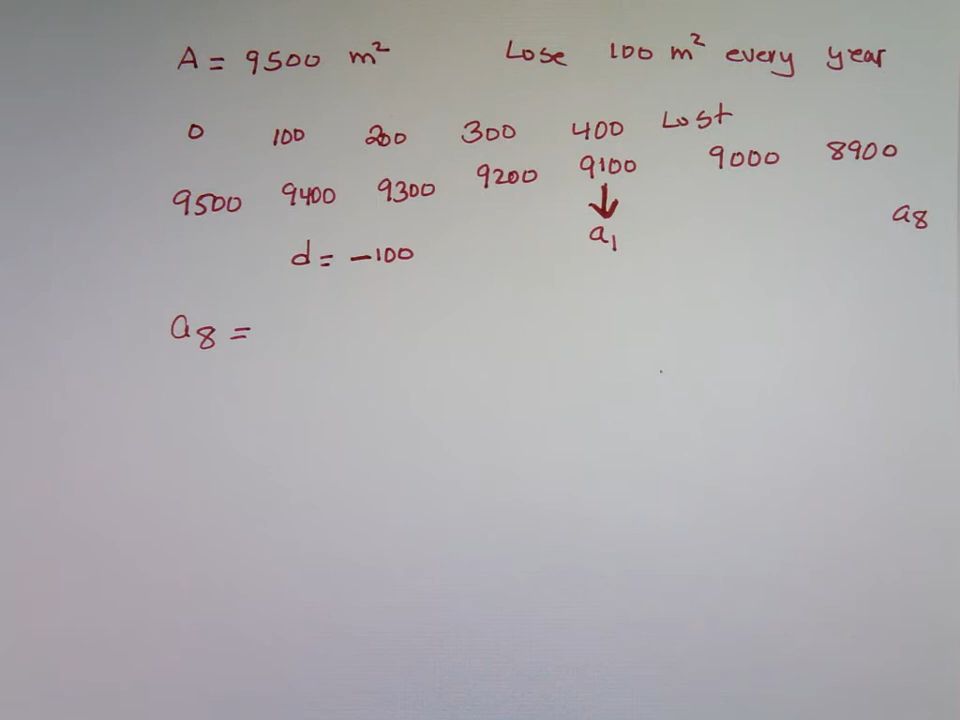 A = 9500 m² Lose 100 m² every year
0 100 200 300 400 Lost
9500 9400 9300 9200 9100 9000 8900
↓
a₁ a₈
d = -100
a₈ =